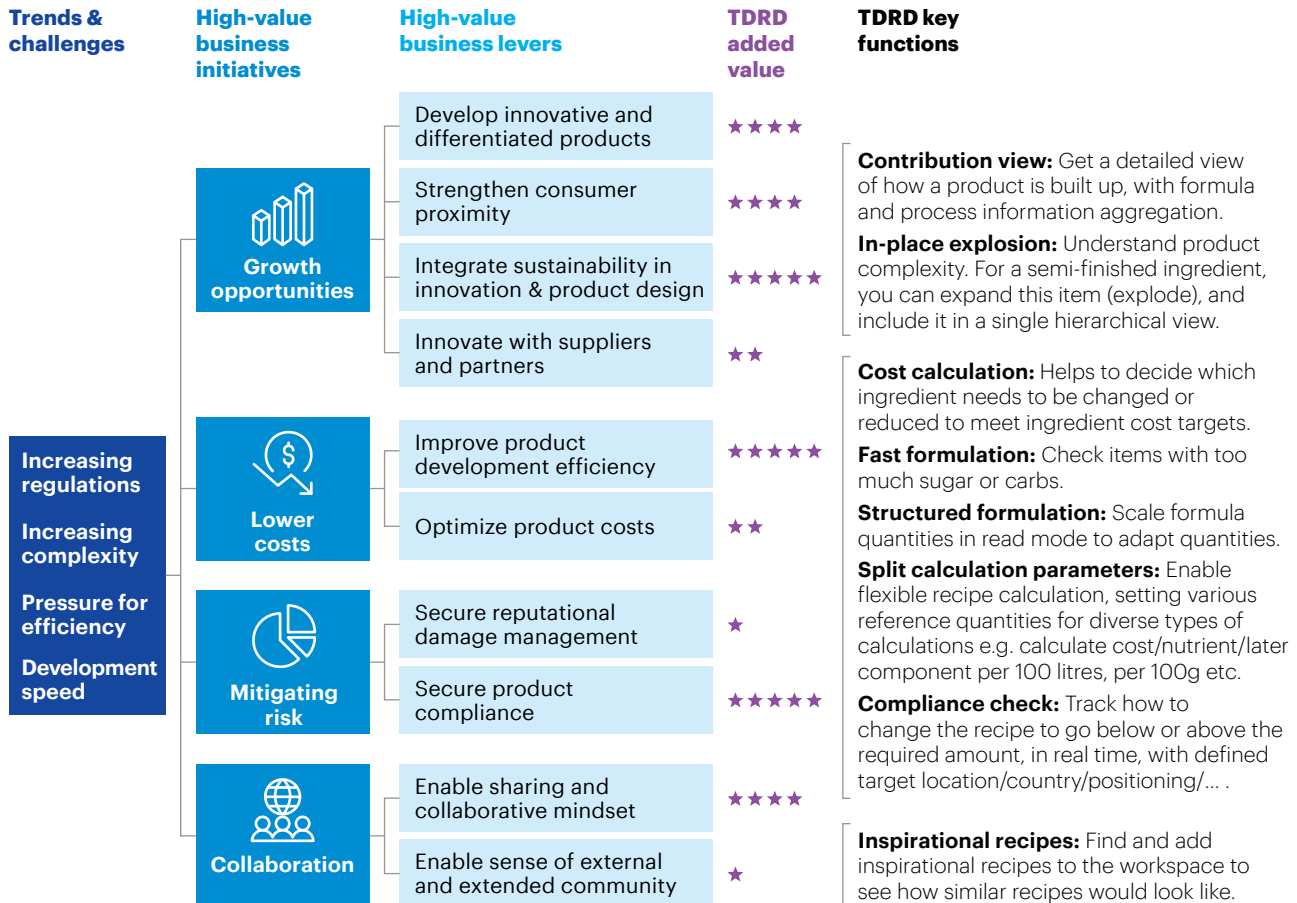 Trends &
challenges
High-value
business
initiatives
High-value
business levers
TDRD
added
value
TDRD key
functions
Increasing
regulations
Increasing
complexity
Pressure for
efficiency
Development
speed
Growth
opportunities
Develop innovative and
differentiated products
★★★★
Strengthen consumer
proximity
★★★★
Integrate sustainability in
innovation & product design
★★★★★
Innovate with suppliers
and partners
★★
$
Lower
costs
Improve product
development efficiency
★★★★★
Optimize product costs
★★
Mitigating
risk
Secure reputational
damage management
★
Secure product
compliance
★★★★★
Collaboration
Enable sharing and
collaborative mindset
★★★★
Enable sense of external
and extended community
★
Contribution view: Get a detailed view
of how a product is built up, with formula
and process information aggregation.
In-place explosion: Understand product
complexity. For a semi-finished ingredient,
you can expand this item (explode), and
include it in a single hierarchical view.
Cost calculation: Helps to decide which
ingredient needs to be changed or
reduced to meet ingredient cost targets.
Fast formulation: Check items with too
much sugar or carbs.
Structured formulation: Scale formula
quantities in read mode to adapt quantities.
Split calculation parameters: Enable
flexible recipe calculation, setting various
reference quantities for diverse types of
calculations e.g. calculate cost/nutrient/later
component per 100 litres, per 100g etc.
Compliance check: Track how to
change the recipe to go below or above the
required amount, in real time, with defined
target location/country/positioning/... .
Inspirational recipes: Find and add
inspirational recipes to the workspace to
see how similar recipes would look like.